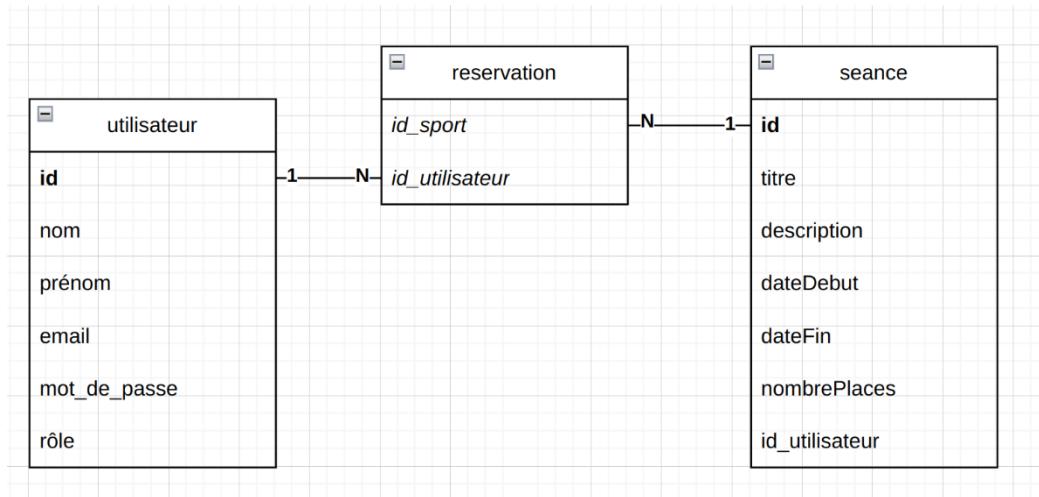 utilisateur
id
nom
prénom
email
mot_de_passe
rôle
1
N
reservation
id_sport
id_utilisateur
N
1
seance
id
titre
description
dateDebut
dateFin
nombrePlaces
id_utilisateur